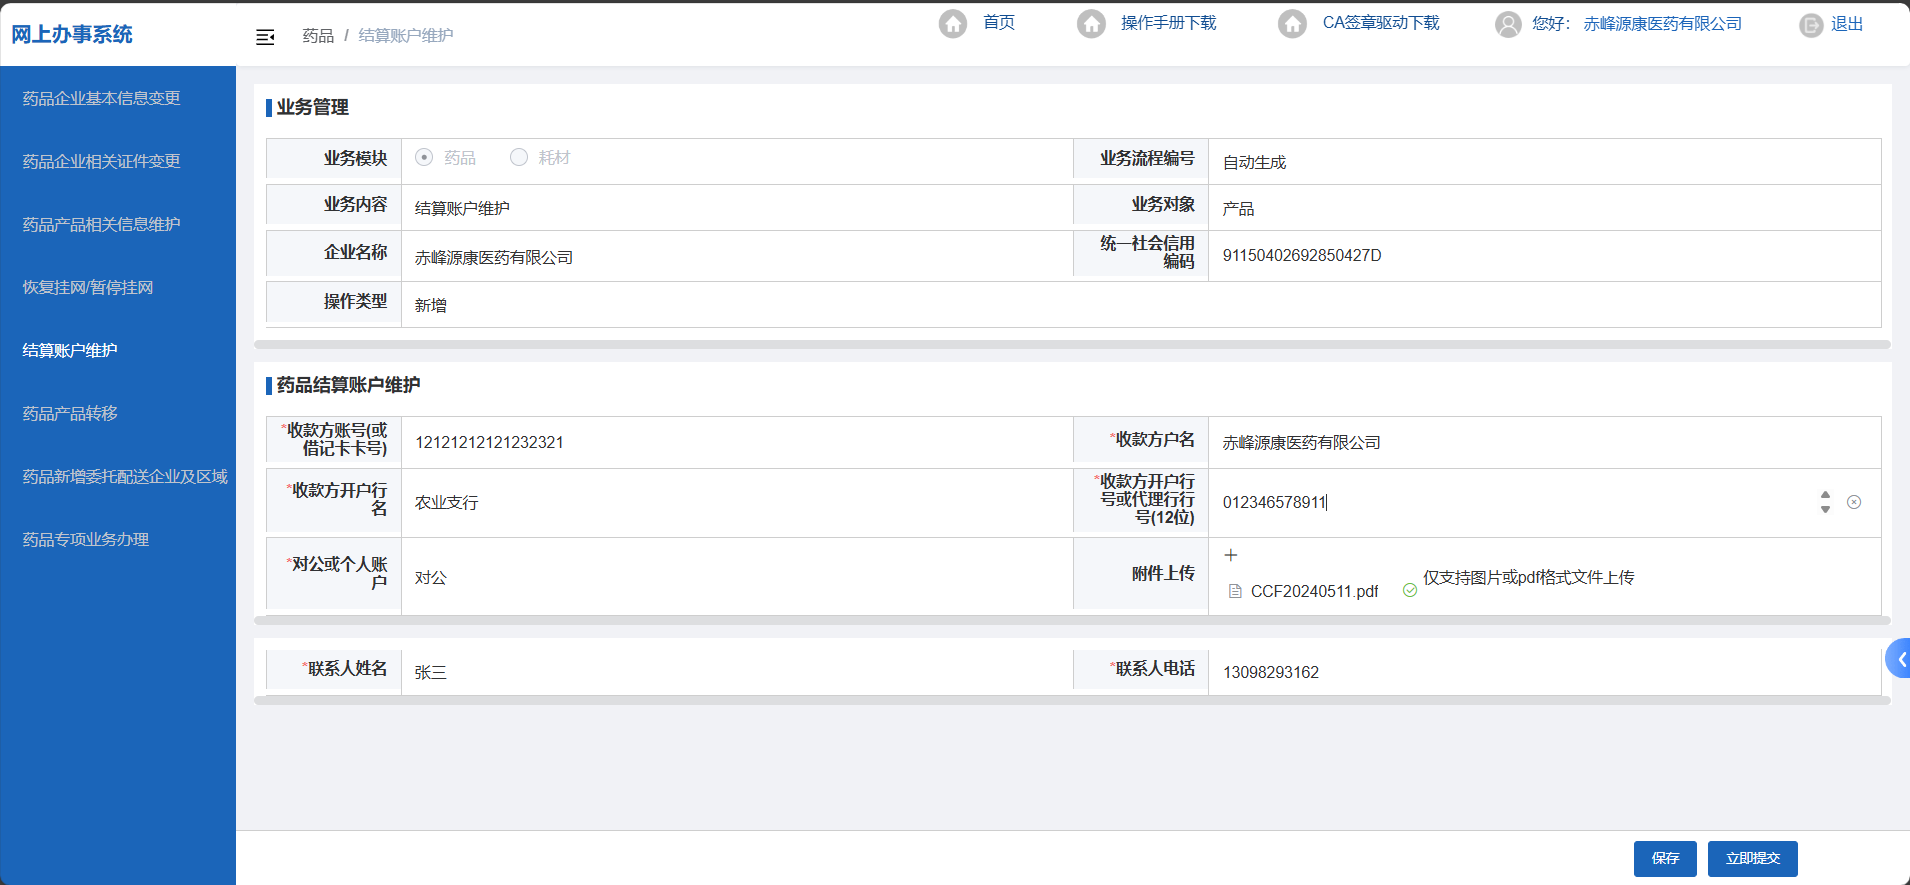 网上办事系统
药品 / 结算账户维护
首页
操作手册下载
CA签章驱动下载
您好： 赤峰源康医药有限公司
退出
药品企业基本信息变更
药品企业相关证件变更
药品产品相关信息维护
恢复挂网/暂停挂网
结算账户维护
药品产品转移
药品新增委托配送企业及区域
药品专项业务办理
业务管理
业务模块
药品
耗材
业务流程编号
自动生成
业务内容
结算账户维护
业务对象
产品
企业名称
赤峰源康医药有限公司
统一社会信用
编码
91150402692850427D
操作类型
新增
药品结算账户维护
*收款方账号(或
借记卡卡号)
12121212121232321
*收款方户名
赤峰源康医药有限公司
*收款方开户行
名
农业支行
*收款方开户行
号或代理行行
号(12位)
012346578911
*对公或个人账
户
对公
附件上传
CCF20240511.pdf
仅支持图片或pdf格式文件上传
*联系人姓名
张三
*联系人电话
13098293162
保存
立即提交